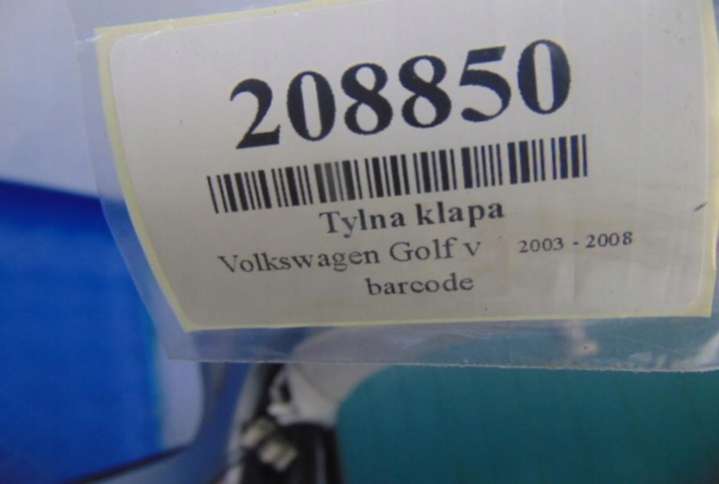 208850
Tylna klapa
Volkswagen Golf v 2003 - 2008
barcode